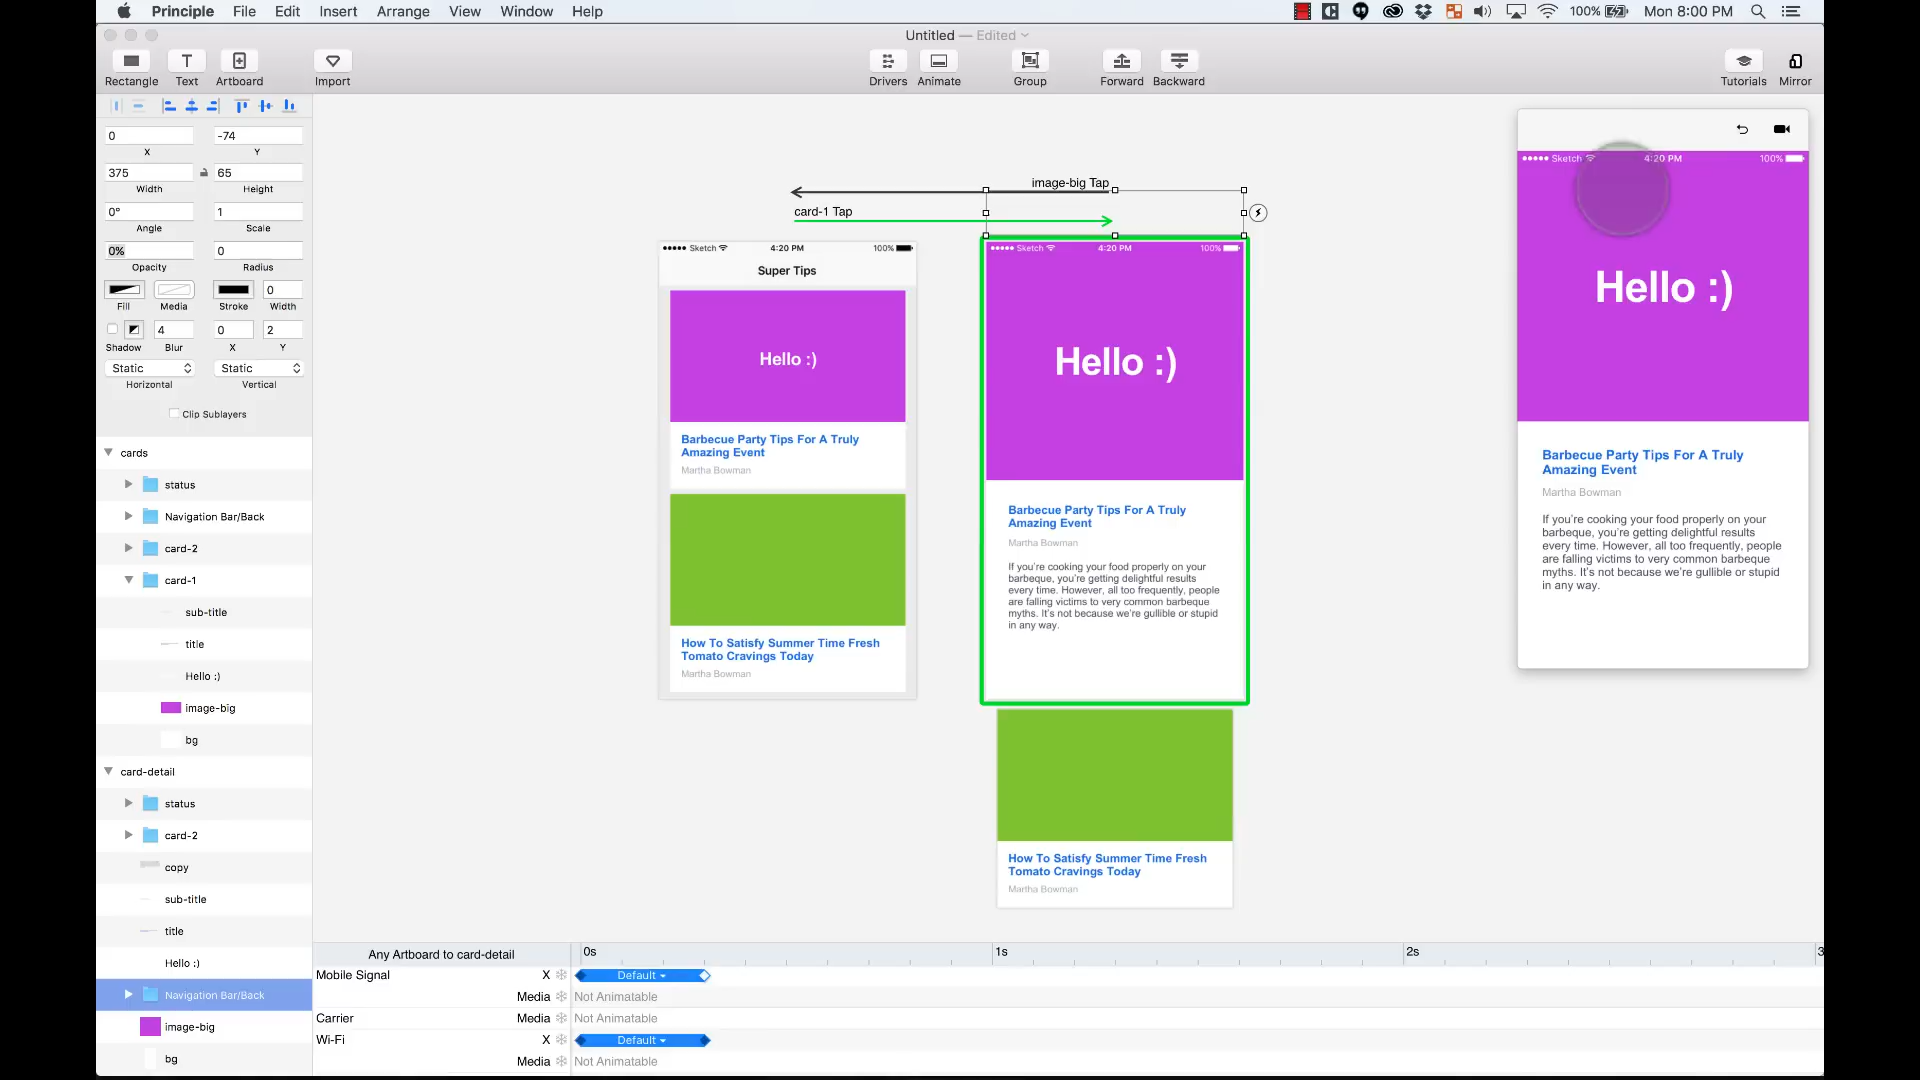 Principle File Edit Insert Arrange View Window Help
100% Mon 8:00 PM
Untitled — Edited
Rectangle Text Artboard Import Drivers Animate Group Forward Backward Tutorials Mirror
0 -74
X Y
375 65
Width Height
0° 1
Angle Scale
0% 0
Opacity Radius
0
Fill Media Stroke Width
4 0 2
Shadow Blur X Y
Static Static
Horizontal Vertical
Clip Sublayers
cards
status
Navigation Bar/Back
card-2
card-1
sub-title
title
Hello :)
image-big
bg
card-detail
status
card-2
copy
sub-title
title
Hello :)
Navigation Bar/Back
image-big
bg
image-big Tap
card-1 Tap
Sketch 4:20 PM 100%
Super Tips
Hello :)
Barbecue Party Tips For A Truly
Amazing Event
Martha Bowman
How To Satisfy Summer Time Fresh
Tomato Cravings Today
Martha Bowman
Sketch 4:20 PM 100%
Hello :)
Barbecue Party Tips For A Truly
Amazing Event
Martha Bowman
If you're cooking your food properly on your
barbeque, you're getting delightful results
every time. However, all too frequently, people
are falling victims to very common barbeque
myths. It's not because we're gullible or stupid
in any way.
How To Satisfy Summer Time Fresh
Tomato Cravings Today
Martha Bowman
Sketch 4:20 PM 100%
Hello :)
Barbecue Party Tips For A Truly
Amazing Event
Martha Bowman
If you're cooking your food properly on your
barbeque, you're getting delightful results
every time. However, all too frequently, people
are falling victims to very common barbeque
myths. It's not because we're gullible or stupid
in any way.
Any Artboard to card-detail 0s 1s 2s 3
Mobile Signal X Default
Media Not Animatable
Carrier Media Not Animatable
Wi-Fi X Default
Media Not Animatable